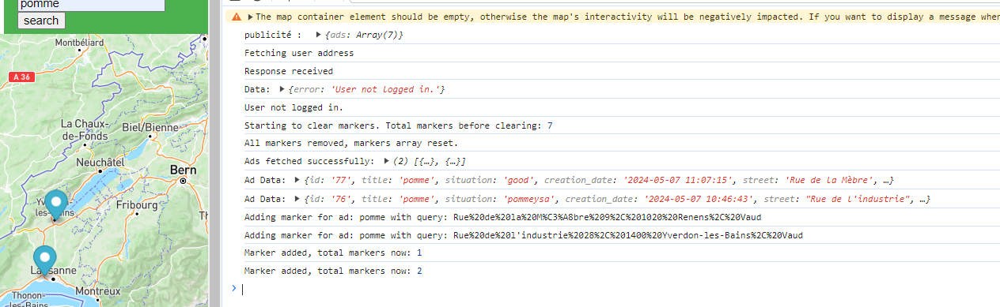 pomme
search
Montbéliard
A 36
La Chaux-
de-Fonds
Biel/Bienne
Neuchâtel
Bern
Fribourg
les-Bains
Montreux
Thonon-
les-Bains
The map container element should be empty, otherwise the map's interactivity will be negatively impacted. If you want to display a message when
publicité : ▶ {ads: Array(7)}
Fetching user address
Response received
Data: ▶ {error: 'User not logged in.'}
User not logged in.
Starting to clear markers. Total markers before clearing: 7
All markers removed, markers array reset.
Ads fetched successfully: ▶ (2) [{…}, {…}]
Ad Data: ▶ {id: '77', title: 'pomme', situation: 'good', creation_date: '2024-05-07 11:07:15', street: 'Rue de la Mèbre', …}
Ad Data: ▶ {id: '76', title: 'pomme', situation: 'pommeysa', creation_date: '2024-05-07 10:46:43', street: "Rue de l'industrie", …}
Adding marker for ad: pomme with query: Rue%20de%20la%20M%C3%A8bre%209%2C%201020%20Renens%2C%20Vaud
Adding marker for ad: pomme with query: Rue%20de%20l'industrie%2028%2C%201400%20Yverdon-les-Bains%2C%20Vaud
Marker added, total markers now: 1
Marker added, total markers now: 2